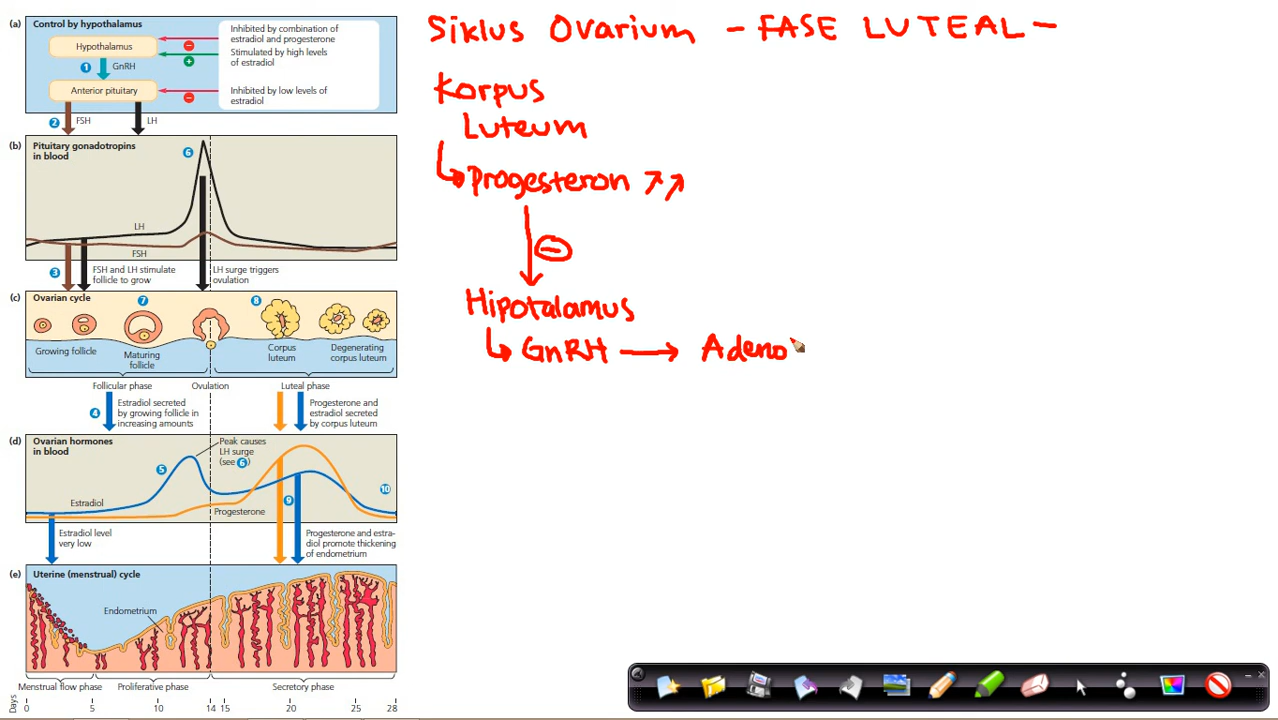 (a) Control by hypothalamus
Hypothalamus
Inhibited by combination of
estradiol and progesterone
Stimulated by high levels
of estradiol
− +
1 GnRH
Anterior pituitary
Inhibited by low levels of
estradiol
−
2 FSH LH
(b) Pituitary gonadotropins
in blood
6
LH
FSH
3 FSH and LH stimulate
follicle to grow
LH surge triggers
ovulation
(c) Ovarian cycle
7 8
Growing follicle
Maturing
follicle
Corpus
luteum
Degenerating
corpus luteum
Follicular phase Ovulation Luteal phase
4 Estradiol secreted
by growing follicle in
increasing amounts
Progesterone and
estradiol secreted
by corpus luteum
(d) Ovarian hormones
in blood
Peak causes
LH surge
(see 6)
5
10
9
Estradiol
Progesterone
Estradiol level
very low
Progesterone and estra-
diol promote thickening
of endometrium
(e) Uterine (menstrual) cycle
Endometrium
Menstrual flow phase Proliferative phase Secretory phase
Days 0 5 10 14 15 20 25 28
Siklus Ovarium - FASE LUTEAL -
Korpus
Luteum
Progesteron ↗↗
−
Hipotalamus
GnRH → Adeno